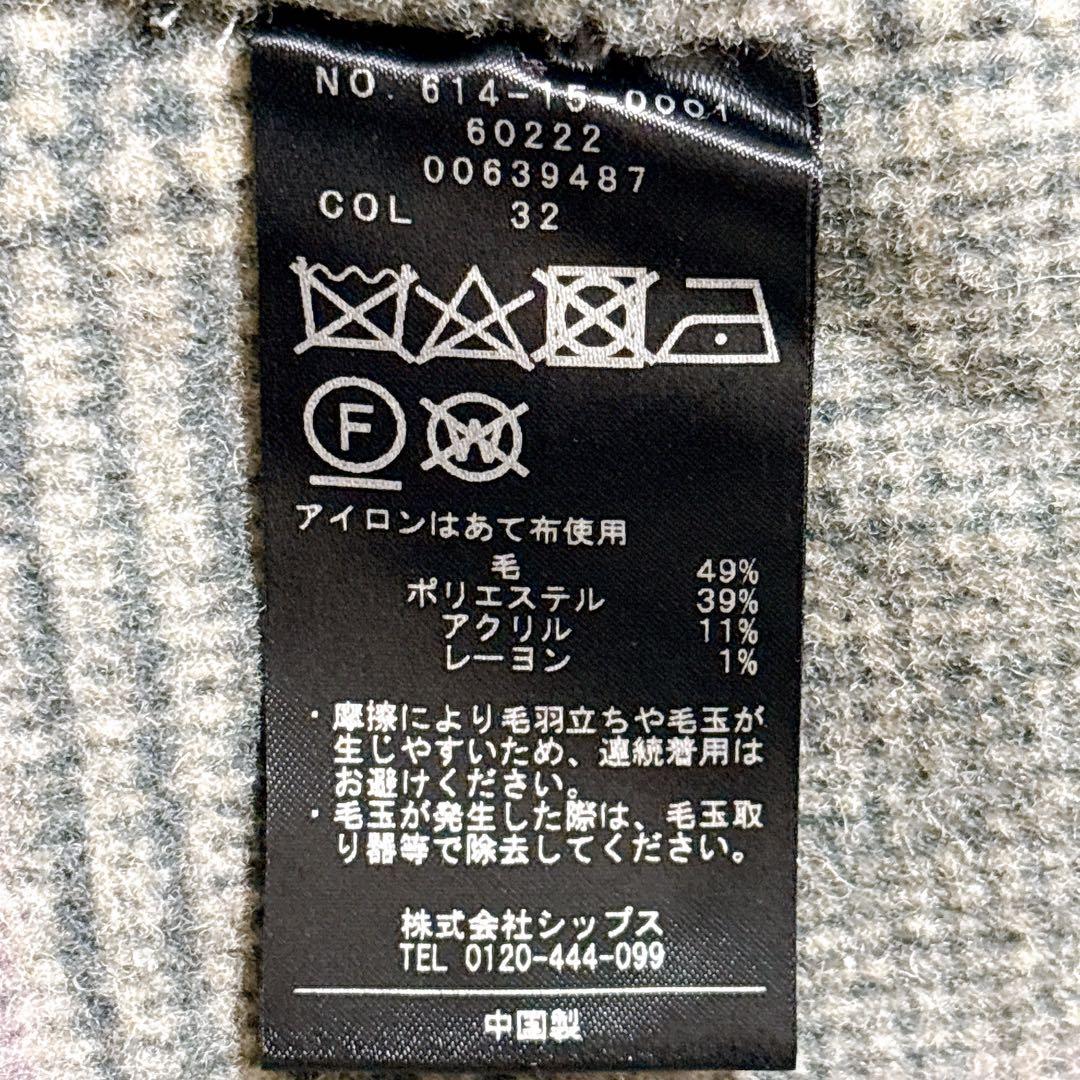 NO. 614-15-0001
60222
00639487
COL 32
F
W
アイロンはあて布使用
毛 49%
ポリエステル 39%
アクリル 11%
レーヨン 1%
・摩擦により毛羽立ちや毛玉が
生じやすいため、連続着用は
お避けください。
・毛玉が発生した際は、毛玉取
り器等で除去してください。
株式会社シップス
TEL 0120-444-099
中国製